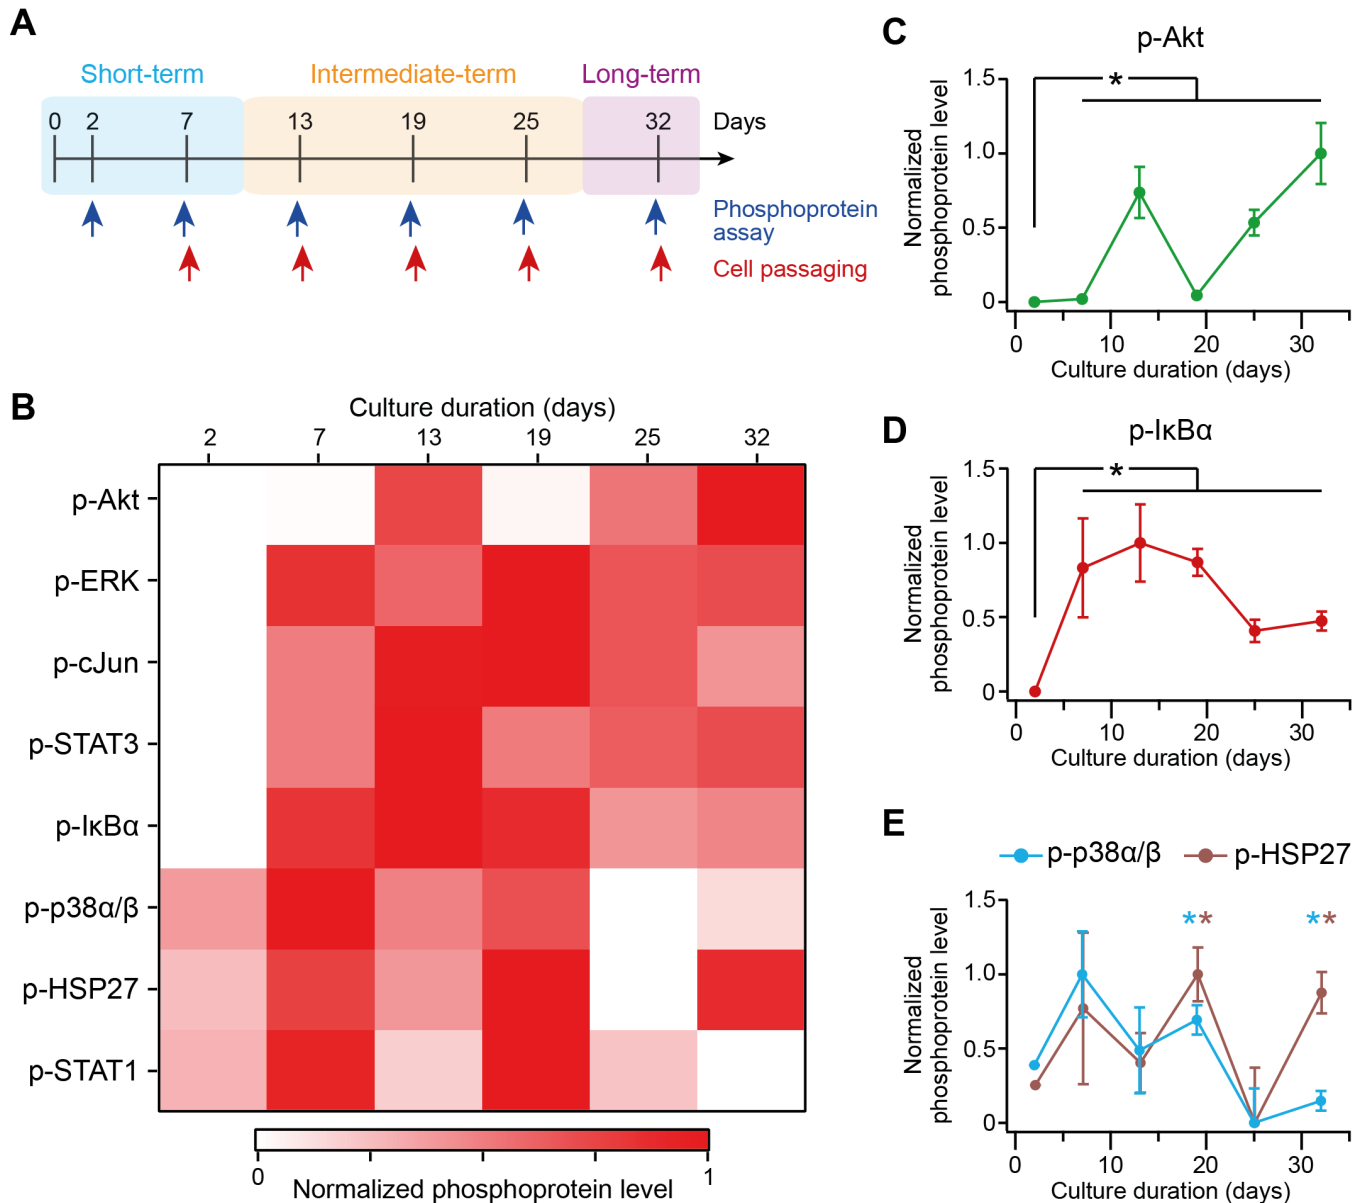 A
Short-term Intermediate-term Long-term
0 2 7 13 19 25 32 Days
Phosphoprotein
assay
Cell passaging
B
Culture duration (days)
2 7 13 19 25 32
p-Akt
p-ERK
p-cJun
p-STAT3
p-IκBα
p-p38α/β
p-HSP27
p-STAT1
0 1
Normalized phosphoprotein level
C
p-Akt
Normalized
phosphoprotein level
1.5
1.0
0.5
0
*
0 10 20 30
Culture duration (days)
D
p-IκBα
Normalized
phosphoprotein level
1.5
1.0
0.5
0
*
0 10 20 30
Culture duration (days)
E
p-p38α/β p-HSP27
Normalized
phosphoprotein level
1.5
1.0
0.5
0
** **
0 10 20 30
Culture duration (days)